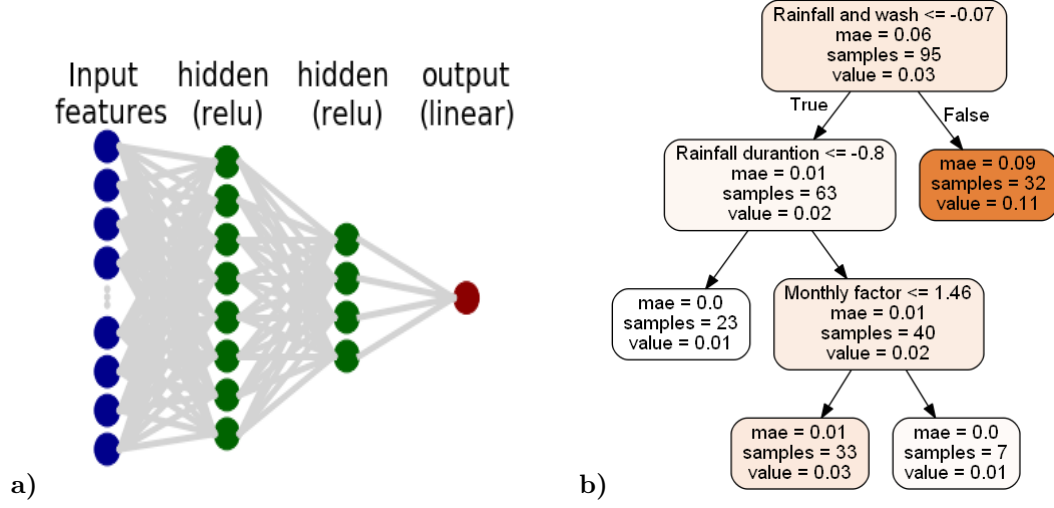 Input
features
hidden
(relu)
hidden
(relu)
output
(linear)
a)
Rainfall and wash <= -0.07
mae = 0.06
samples = 95
value = 0.03
True
False
Rainfall durantion <= -0.8
mae = 0.01
samples = 63
value = 0.02
mae = 0.09
samples = 32
value = 0.11
mae = 0.0
samples = 23
value = 0.01
Monthly factor <= 1.46
mae = 0.01
samples = 40
value = 0.02
mae = 0.01
samples = 33
value = 0.03
mae = 0.0
samples = 7
value = 0.01
b)